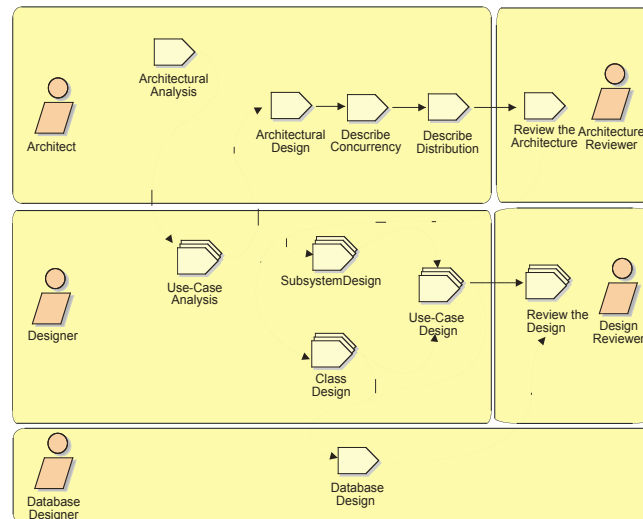 Architectural
Analysis
Architect
Architectural
Design
Describe
Concurrency
Describe
Distribution
Review the
Architecture
Architecture
Reviewer
Designer
Use-Case
Analysis
SubsystemDesign
Use-Case
Design
Review the
Design
Design
Reviewer
Class
Design
Database
Designer
Database
Design